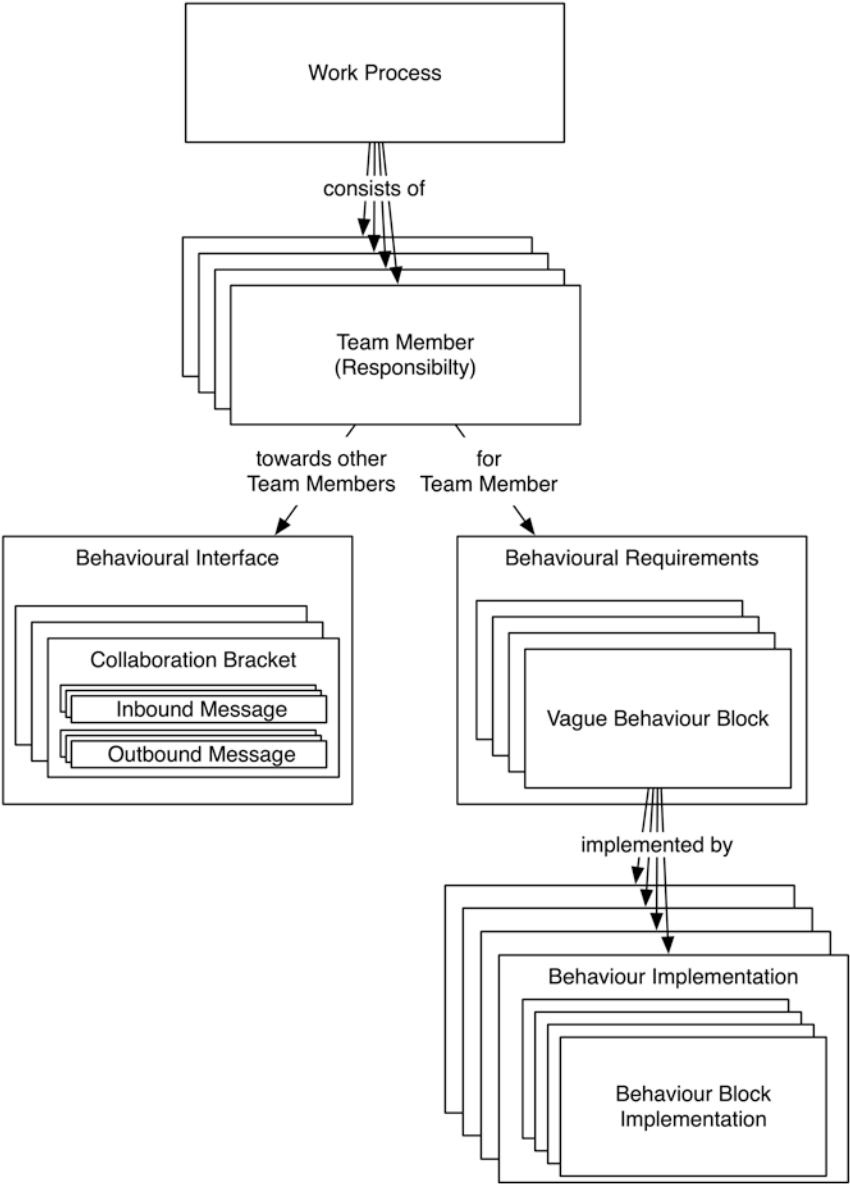 Work Process
consists of
Team Member
(Responsibilty)
towards other
Team Members
for
Team Member
Behavioural Interface
Collaboration Bracket
Inbound Message
Outbound Message
Behavioural Requirements
Vague Behaviour Block
implemented by
Behaviour Implementation
Behaviour Block
Implementation